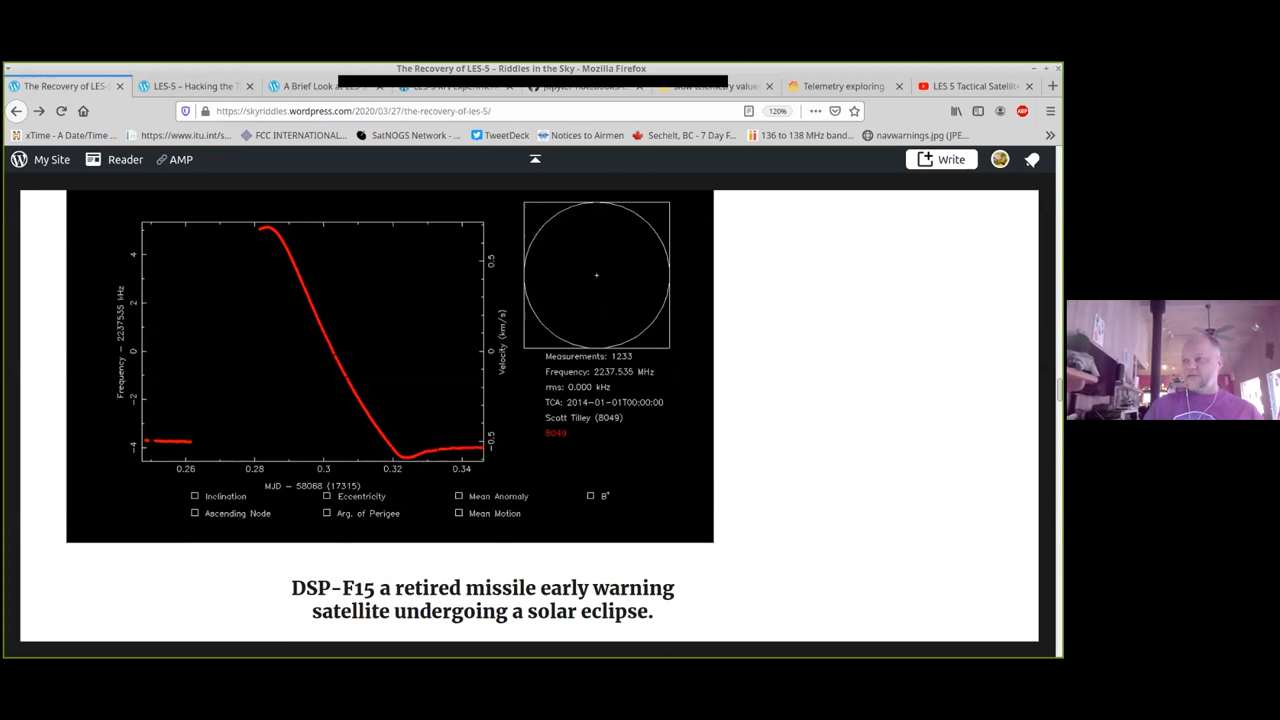 The Recovery of LES-5 – Riddles in the Sky - Mozilla Firefox
The Recovery of LES-
LES-5 – Hacking the T
A Brief Look
Telemetry exploring
LES 5 Tactical Satellite
https://skyriddles.wordpress.com/2020/03/27/the-recovery-of-les-5/
120%
ABP
xTime - A Date/Time ...
https://www.itu.int/s...
FCC INTERNATIONAL...
SatNOGS Network - ...
TweetDeck
Notices to Airmen
Sechelt, BC - 7 Day F...
136 to 138 MHz band...
navwarnings.jpg (JPE...
My Site
Reader
AMP
Write
Frequency − 2237535 kHz
4
2
0
−2
−4
0.26
0.28
0.3
0.32
0.34
MJD − 58068 (17315)
0.5
0
−0.5
Velocity (km/s)
Measurements: 1233
Frequency: 2237.535 MHz
rms: 0.000 kHz
TCA: 2014-01-01T00:00:00
Scott Tilley (8049)
8049
Inclination
Eccentricity
Mean Anomaly
B*
Ascending Node
Arg. of Perigee
Mean Motion
DSP-F15 a retired missile early warning
satellite undergoing a solar eclipse.